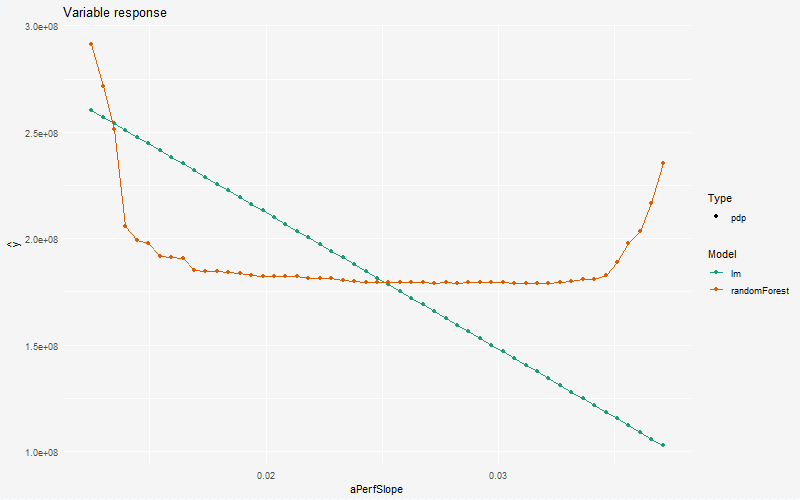 Variable response
3.0e+08
2.5e+08
2.0e+08
1.5e+08
1.0e+08
ŷ
0.02
0.03
aPerfSlope
Type
pdp
Model
lm
randomForest